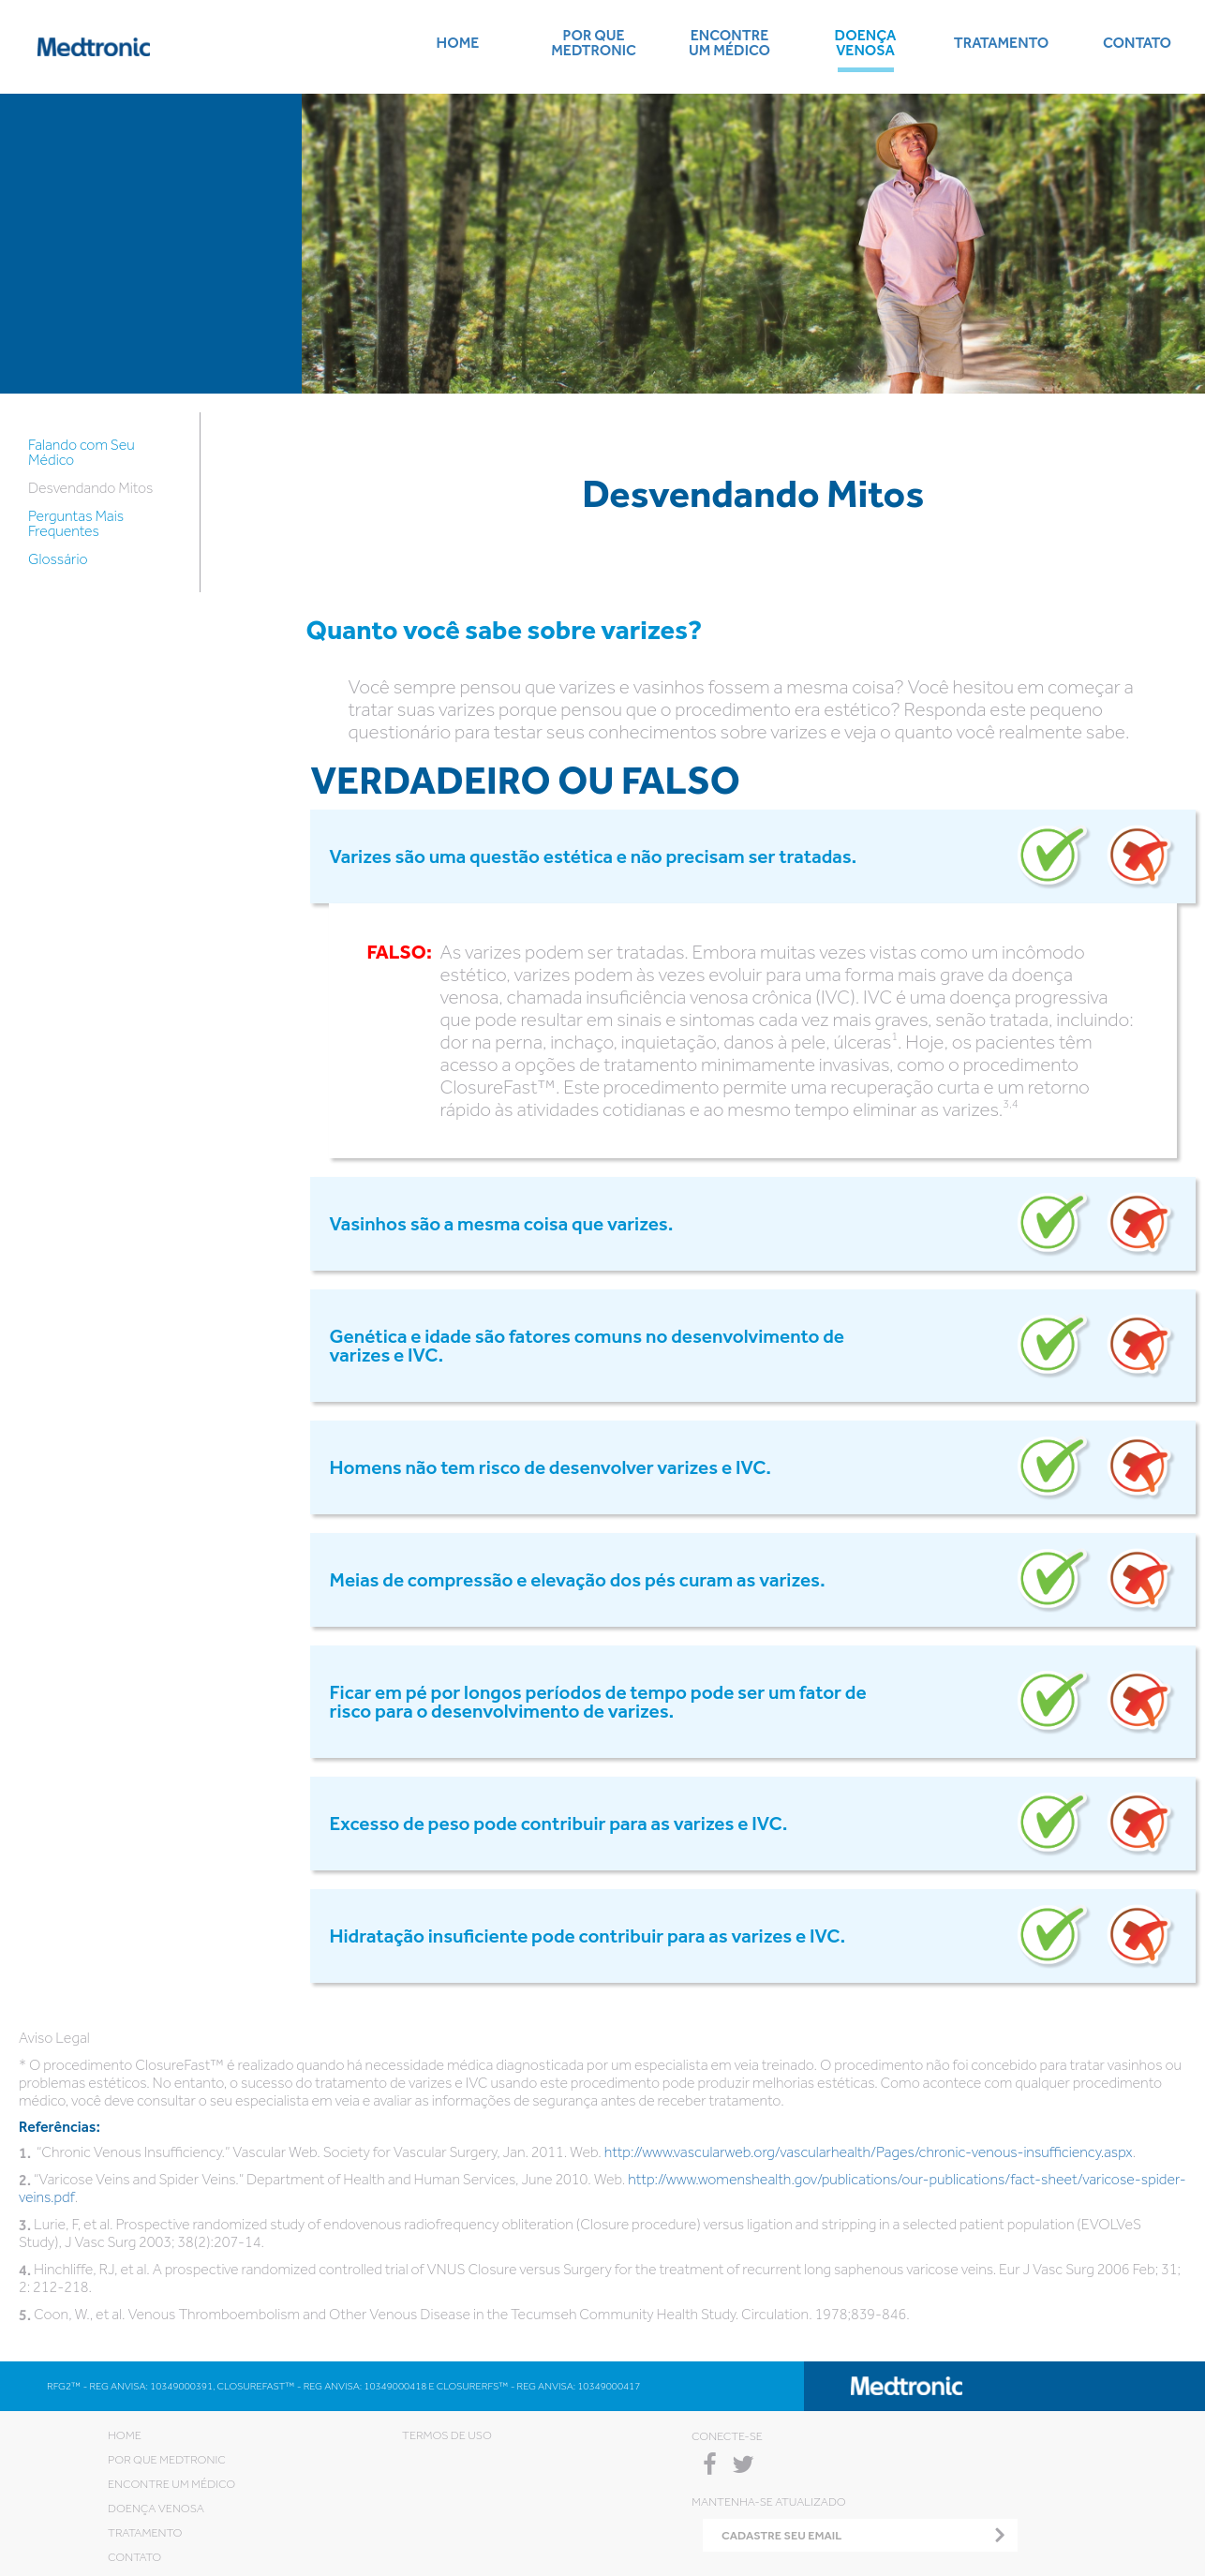 Medtronic
HOME
POR QUE
MEDTRONIC
ENCONTRE
UM MÉDICO
DOENÇA
VENOSA
TRATAMENTO
CONTATO
Falando com Seu
Médico
Desvendando Mitos
Perguntas Mais
Frequentes
Glossário
Desvendando Mitos
Quanto você sabe sobre varizes?
Você sempre pensou que varizes e vasinhos fossem a mesma coisa? Você hesitou em começar a
tratar suas varizes porque pensou que o procedimento era estético? Responda este pequeno
questionário para testar seus conhecimentos sobre varizes e veja o quanto você realmente sabe.
VERDADEIRO OU FALSO
Varizes são uma questão estética e não precisam ser tratadas.
FALSO: As varizes podem ser tratadas. Embora muitas vezes vistas como um incômodo
estético, varizes podem às vezes evoluir para uma forma mais grave da doença
venosa, chamada insuficiência venosa crônica (IVC). IVC é uma doença progressiva
que pode resultar em sinais e sintomas cada vez mais graves, senão tratada, incluindo:
dor na perna, inchaço, inquietação, danos à pele, úlceras¹. Hoje, os pacientes têm
acesso a opções de tratamento minimamente invasivas, como o procedimento
ClosureFast™. Este procedimento permite uma recuperação curta e um retorno
rápido às atividades cotidianas e ao mesmo tempo eliminar as varizes.3,4
Vasinhos são a mesma coisa que varizes.
Genética e idade são fatores comuns no desenvolvimento de
varizes e IVC.
Homens não tem risco de desenvolver varizes e IVC.
Meias de compressão e elevação dos pés curam as varizes.
Ficar em pé por longos períodos de tempo pode ser um fator de
risco para o desenvolvimento de varizes.
Excesso de peso pode contribuir para as varizes e IVC.
Hidratação insuficiente pode contribuir para as varizes e IVC.
Aviso Legal
* O procedimento ClosureFast™ é realizado quando há necessidade médica diagnosticada por um especialista em veia treinado. O procedimento não foi concebido para tratar vasinhos ou
problemas estéticos. No entanto, o sucesso do tratamento de varizes e IVC usando este procedimento pode produzir melhorias estéticas. Como acontece com qualquer procedimento
médico, você deve consultar o seu especialista em veia e avaliar as informações de segurança antes de receber tratamento.
Referências:
1. "Chronic Venous Insufficiency." Vascular Web. Society for Vascular Surgery, Jan. 2011. Web. http://www.vascularweb.org/vascularhealth/Pages/chronic-venous-insufficiency.aspx.
2. "Varicose Veins and Spider Veins." Department of Health and Human Services, June 2010. Web. http://www.womenshealth.gov/publications/our-publications/fact-sheet/varicose-spider-
veins.pdf.
3. Lurie, F, et al. Prospective randomized study of endovenous radiofrequency obliteration (Closure procedure) versus ligation and stripping in a selected patient population (EVOLVeS
Study), J Vasc Surg 2003; 38(2):207-14.
4. Hinchliffe, RJ, et al. A prospective randomized controlled trial of VNUS Closure versus Surgery for the treatment of recurrent long saphenous varicose veins. Eur J Vasc Surg 2006 Feb; 31;
2; 212-218.
5. Coon, W., et al. Venous Thromboembolism and Other Venous Disease in the Tecumseh Community Health Study. Circulation. 1978;839-846.
RFG2™ - REG ANVISA: 10349000391, CLOSUREFAST™ - REG ANVISA: 10349000418 E CLOSURERFS™ - REG ANVISA: 10349000417
Medtronic
HOME
POR QUE MEDTRONIC
ENCONTRE UM MÉDICO
DOENÇA VENOSA
TRATAMENTO
CONTATO
TERMOS DE USO
CONECTE-SE
MANTENHA-SE ATUALIZADO
CADASTRE SEU EMAIL